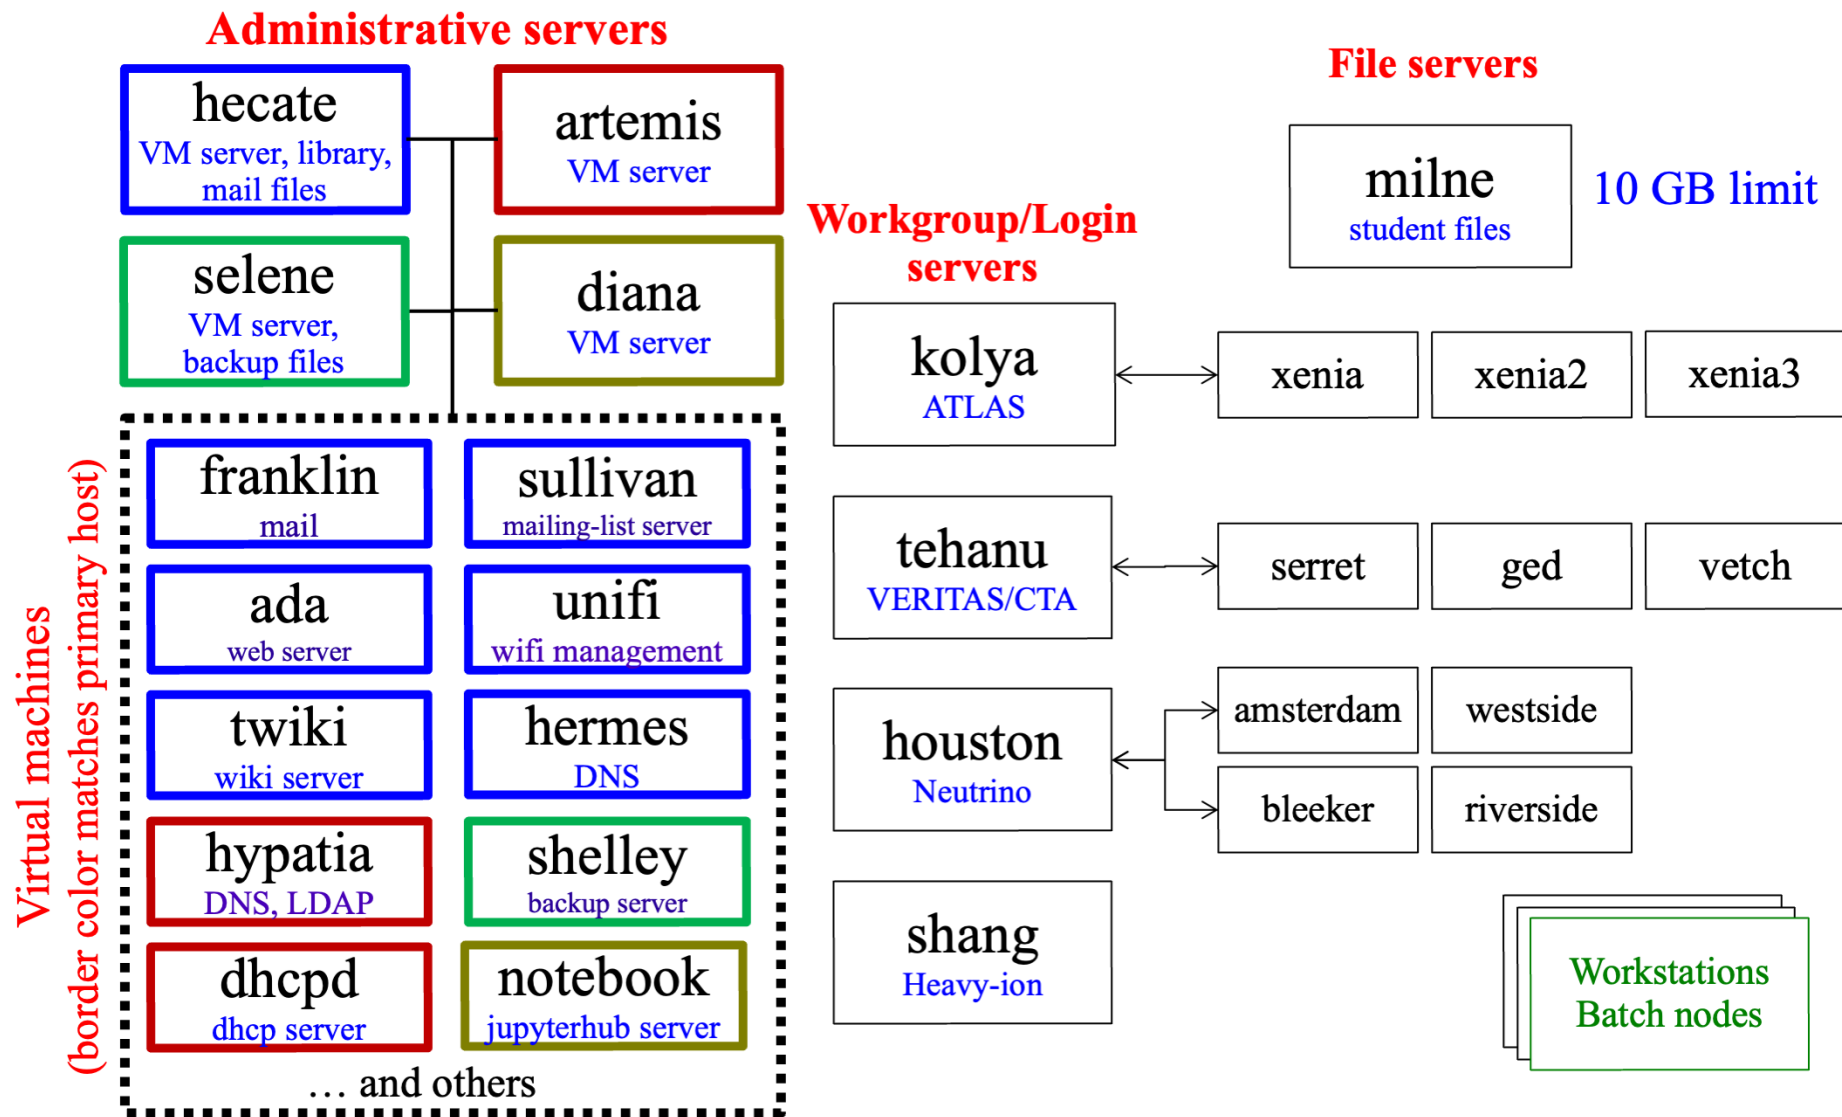 Administrative servers
hecate
VM server, library,
mail files
artemis
VM server
selene
VM server,
backup files
diana
VM server
Virtual machines
(border color matches primary host)
franklin
mail
sullivan
mailing-list server
ada
web server
unifi
wifi management
twiki
wiki server
hermes
DNS
hypatia
DNS, LDAP
shelley
backup server
dhcpd
dhcp server
notebook
jupyterhub server
… and others
Workgroup/Login
servers
kolya
ATLAS
tehanu
VERITAS/CTA
houston
Neutrino
shang
Heavy-ion
File servers
milne
student files
10 GB limit
xenia
xenia2
xenia3
serret
ged
vetch
amsterdam
westside
bleeker
riverside
Workstations
Batch nodes